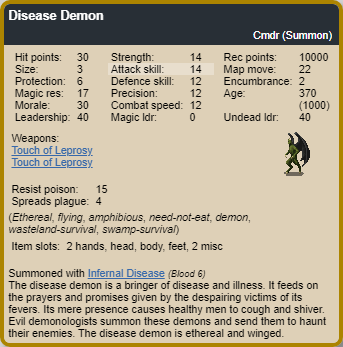 Disease Demon
Cmdr (Summon)
Hit points: 30 Strength: 14 Rec points: 10000
Size: 3 Attack skill: 14 Map move: 22
Protection: 6 Defence skill: 12 Encumbrance: 2
Magic res: 17 Precision: 12 Age: 370
Morale: 30 Combat speed: 12 (1000)
Leadership: 40 Magic ldr: 0 Undead ldr: 40
Weapons:
Touch of Leprosy
Touch of Leprosy
Resist poison: 15
Spreads plague: 4
(Ethereal, flying, amphibious, need-not-eat, demon,
wasteland-survival, swamp-survival)
Item slots: 2 hands, head, body, feet, 2 misc
Summoned with Infernal Disease (Blood 6)
The disease demon is a bringer of disease and illness. It feeds on
the prayers and promises given by the despairing victims of its
fevers. Its mere presence causes healthy men to cough and shiver.
Evil demonologists summon these demons and send them to haunt
their enemies. The disease demon is ethereal and winged.